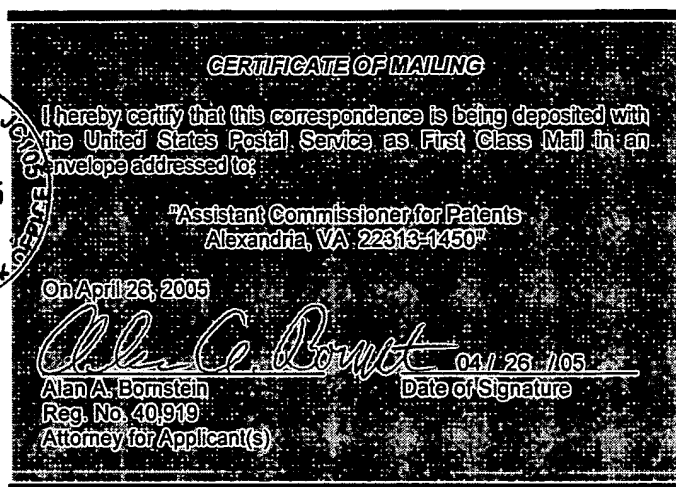 CERTIFICATE OF MAILING
I hereby certify that this correspondence is being deposited with
the United States Postal Service as First Class Mail in an
envelope addressed to:
"Assistant Commissioner for Patents
Alexandria, VA 22313-1450"
On April 26, 2005
04 / 26 / 05
Alan A. Bornstein
Date of Signature
Reg. No. 40,919
Attorney for Applicant(s)
OFFICE